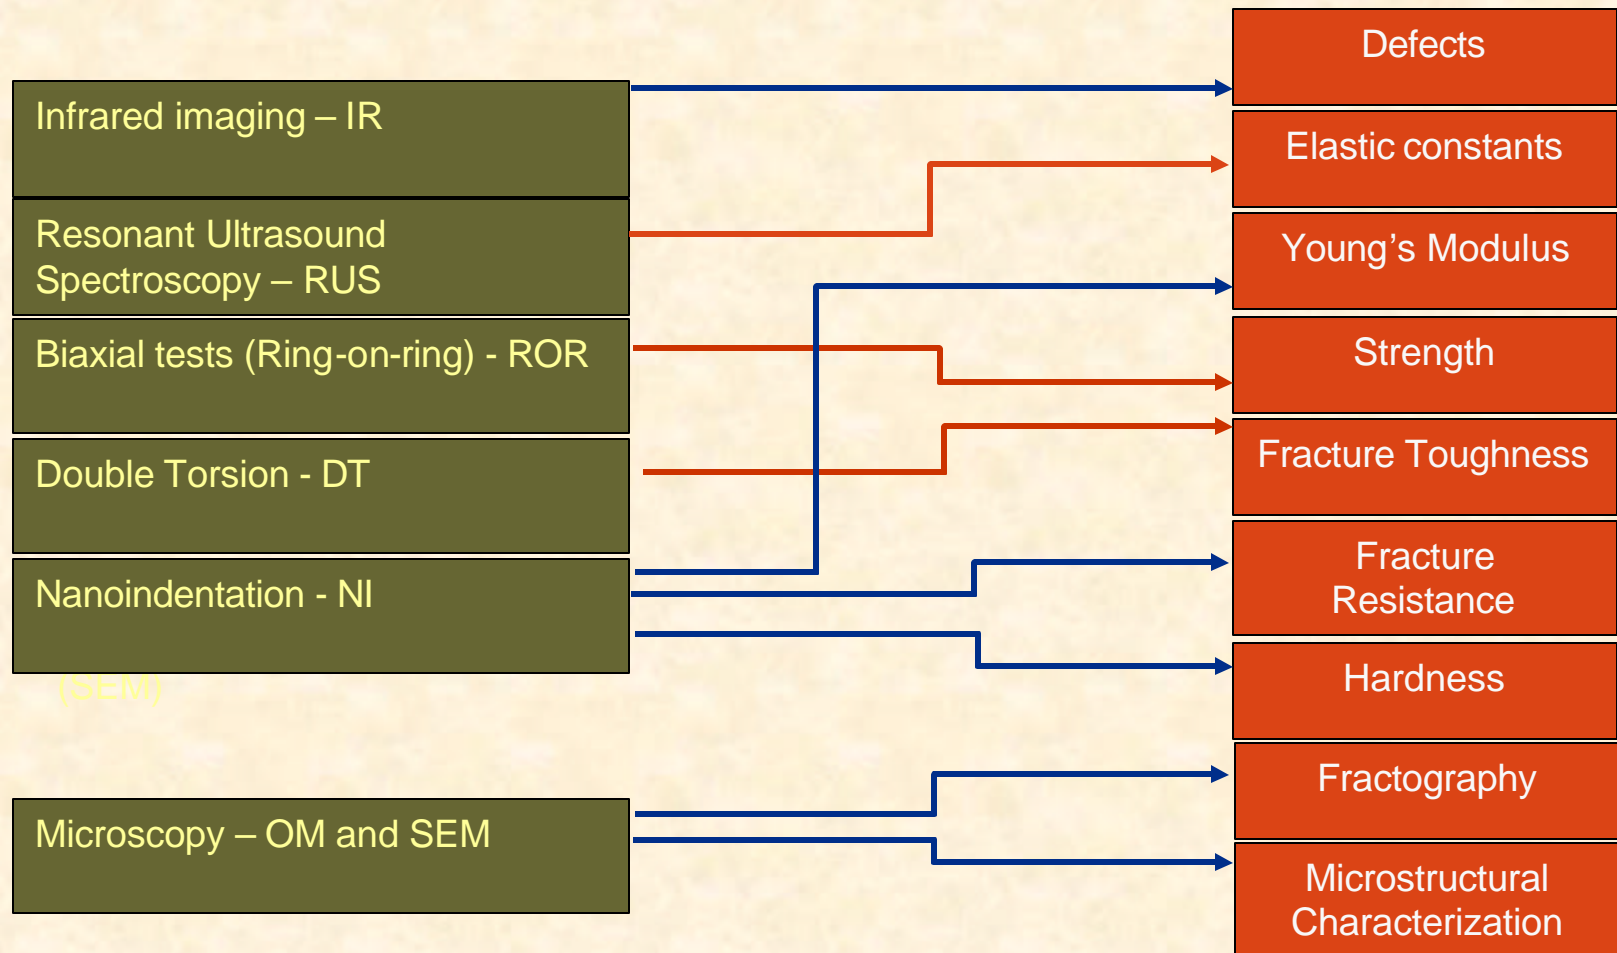 Infrared imaging – IR
Resonant Ultrasound
Spectroscopy – RUS
Biaxial tests (Ring-on-ring) - ROR
Double Torsion - DT
Nanoindentation - NI
(SEM)
Microscopy – OM and SEM
Defects
Elastic constants
Young’s Modulus
Strength
Fracture Toughness
Fracture
Resistance
Hardness
Fractography
Microstructural
Characterization